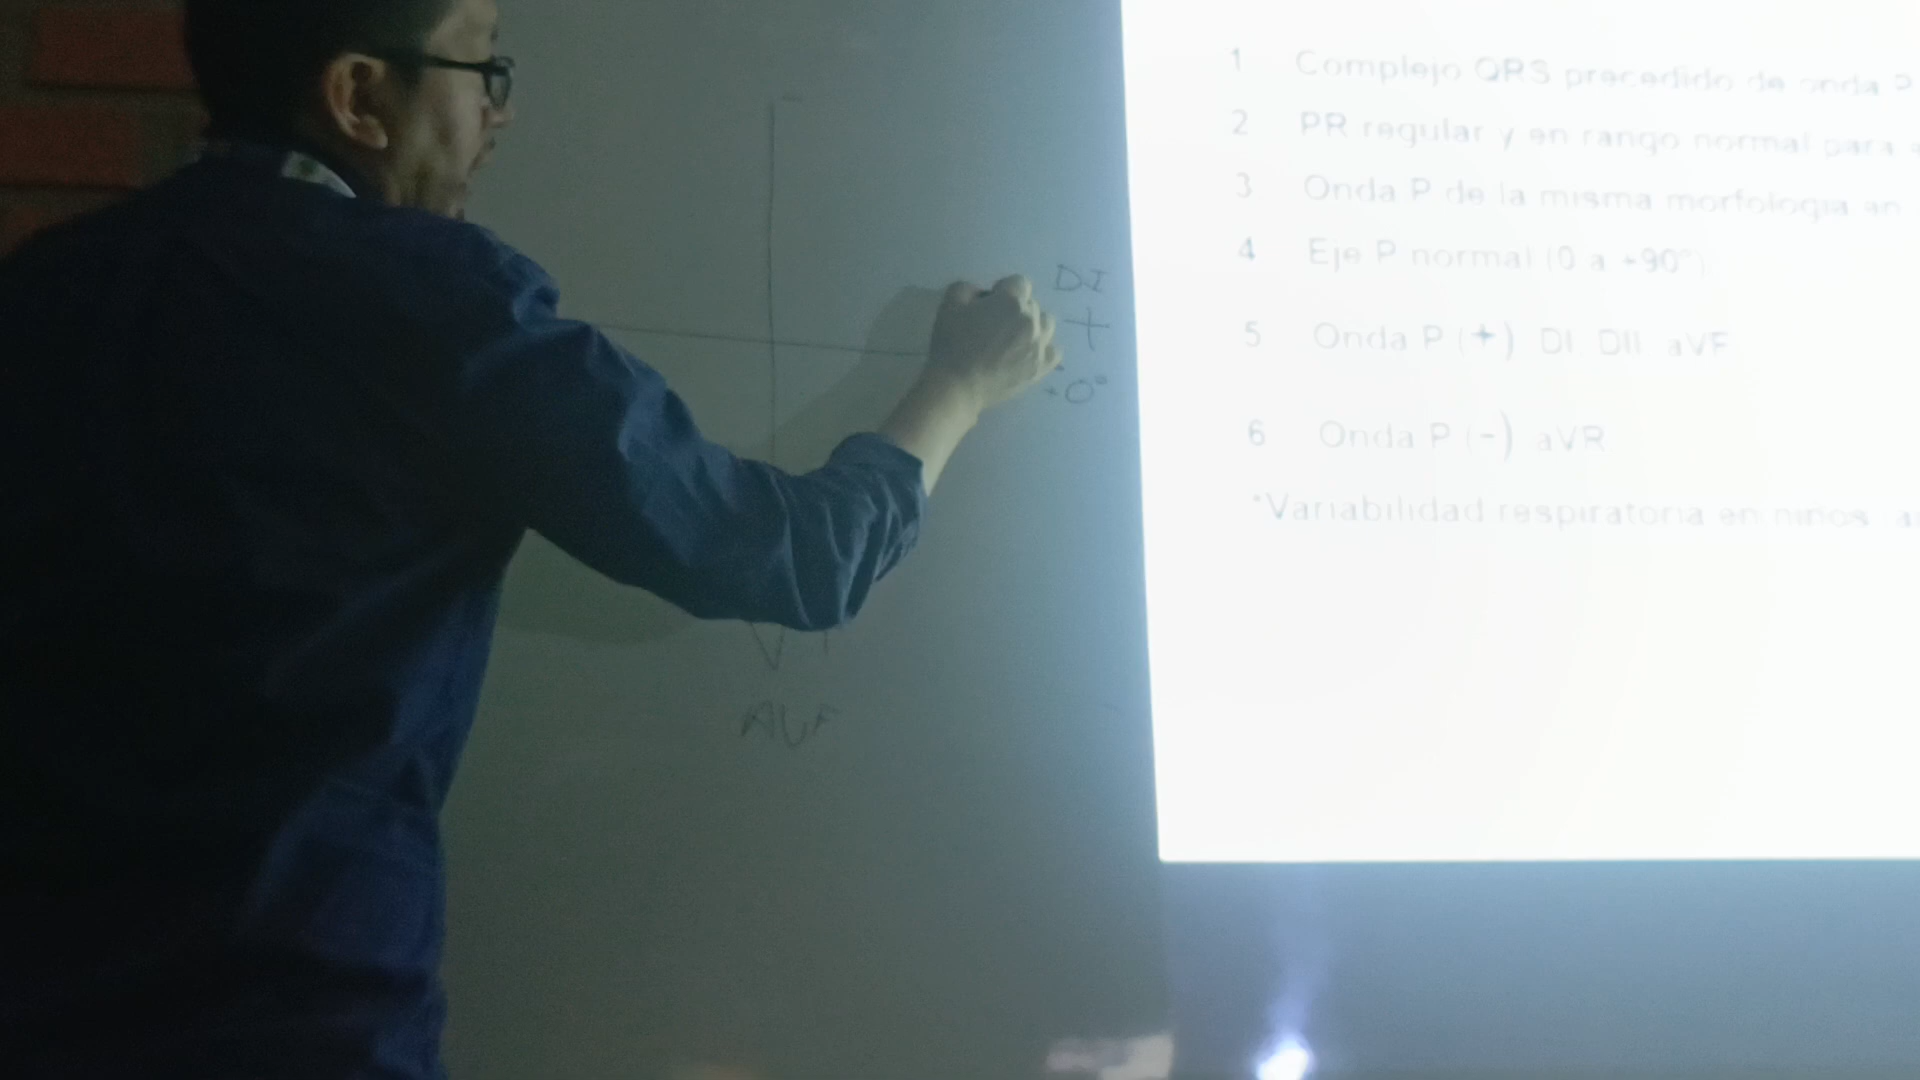 DI
+
0°
AVF
1 Complejo QRS precedido de onda P
2 PR regular y en rango normal para
3 Onda P de la misma morfología en
4 Eje P normal (0 a +90°)
5 Onda P (+) DI DII aVF
6 Onda P (-) aVR
*Variabilidad respiratoria en niños